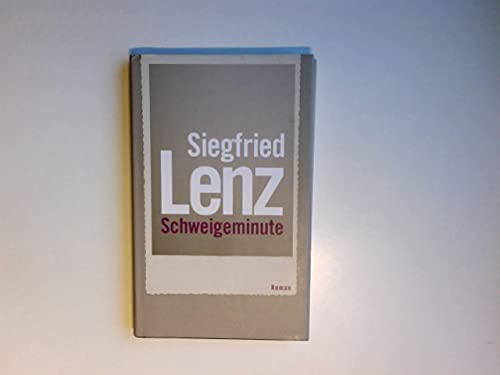 Siegfried
Lenz
Schweigeminute
Roman